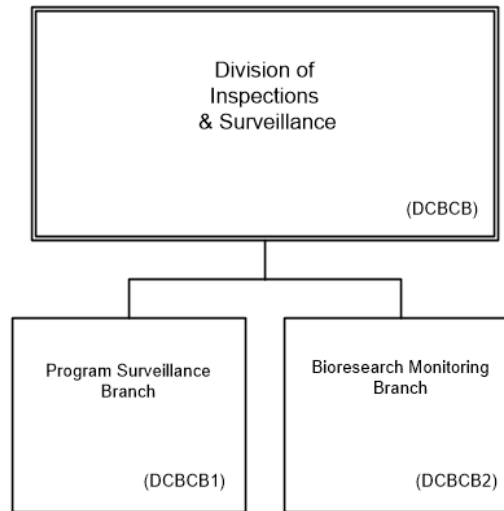 Division of
Inspections
& Surveillance
(DCBCB)
Program Surveillance
Branch
(DCBCB1)
Bioresearch Monitoring
Branch
(DCBCB2)